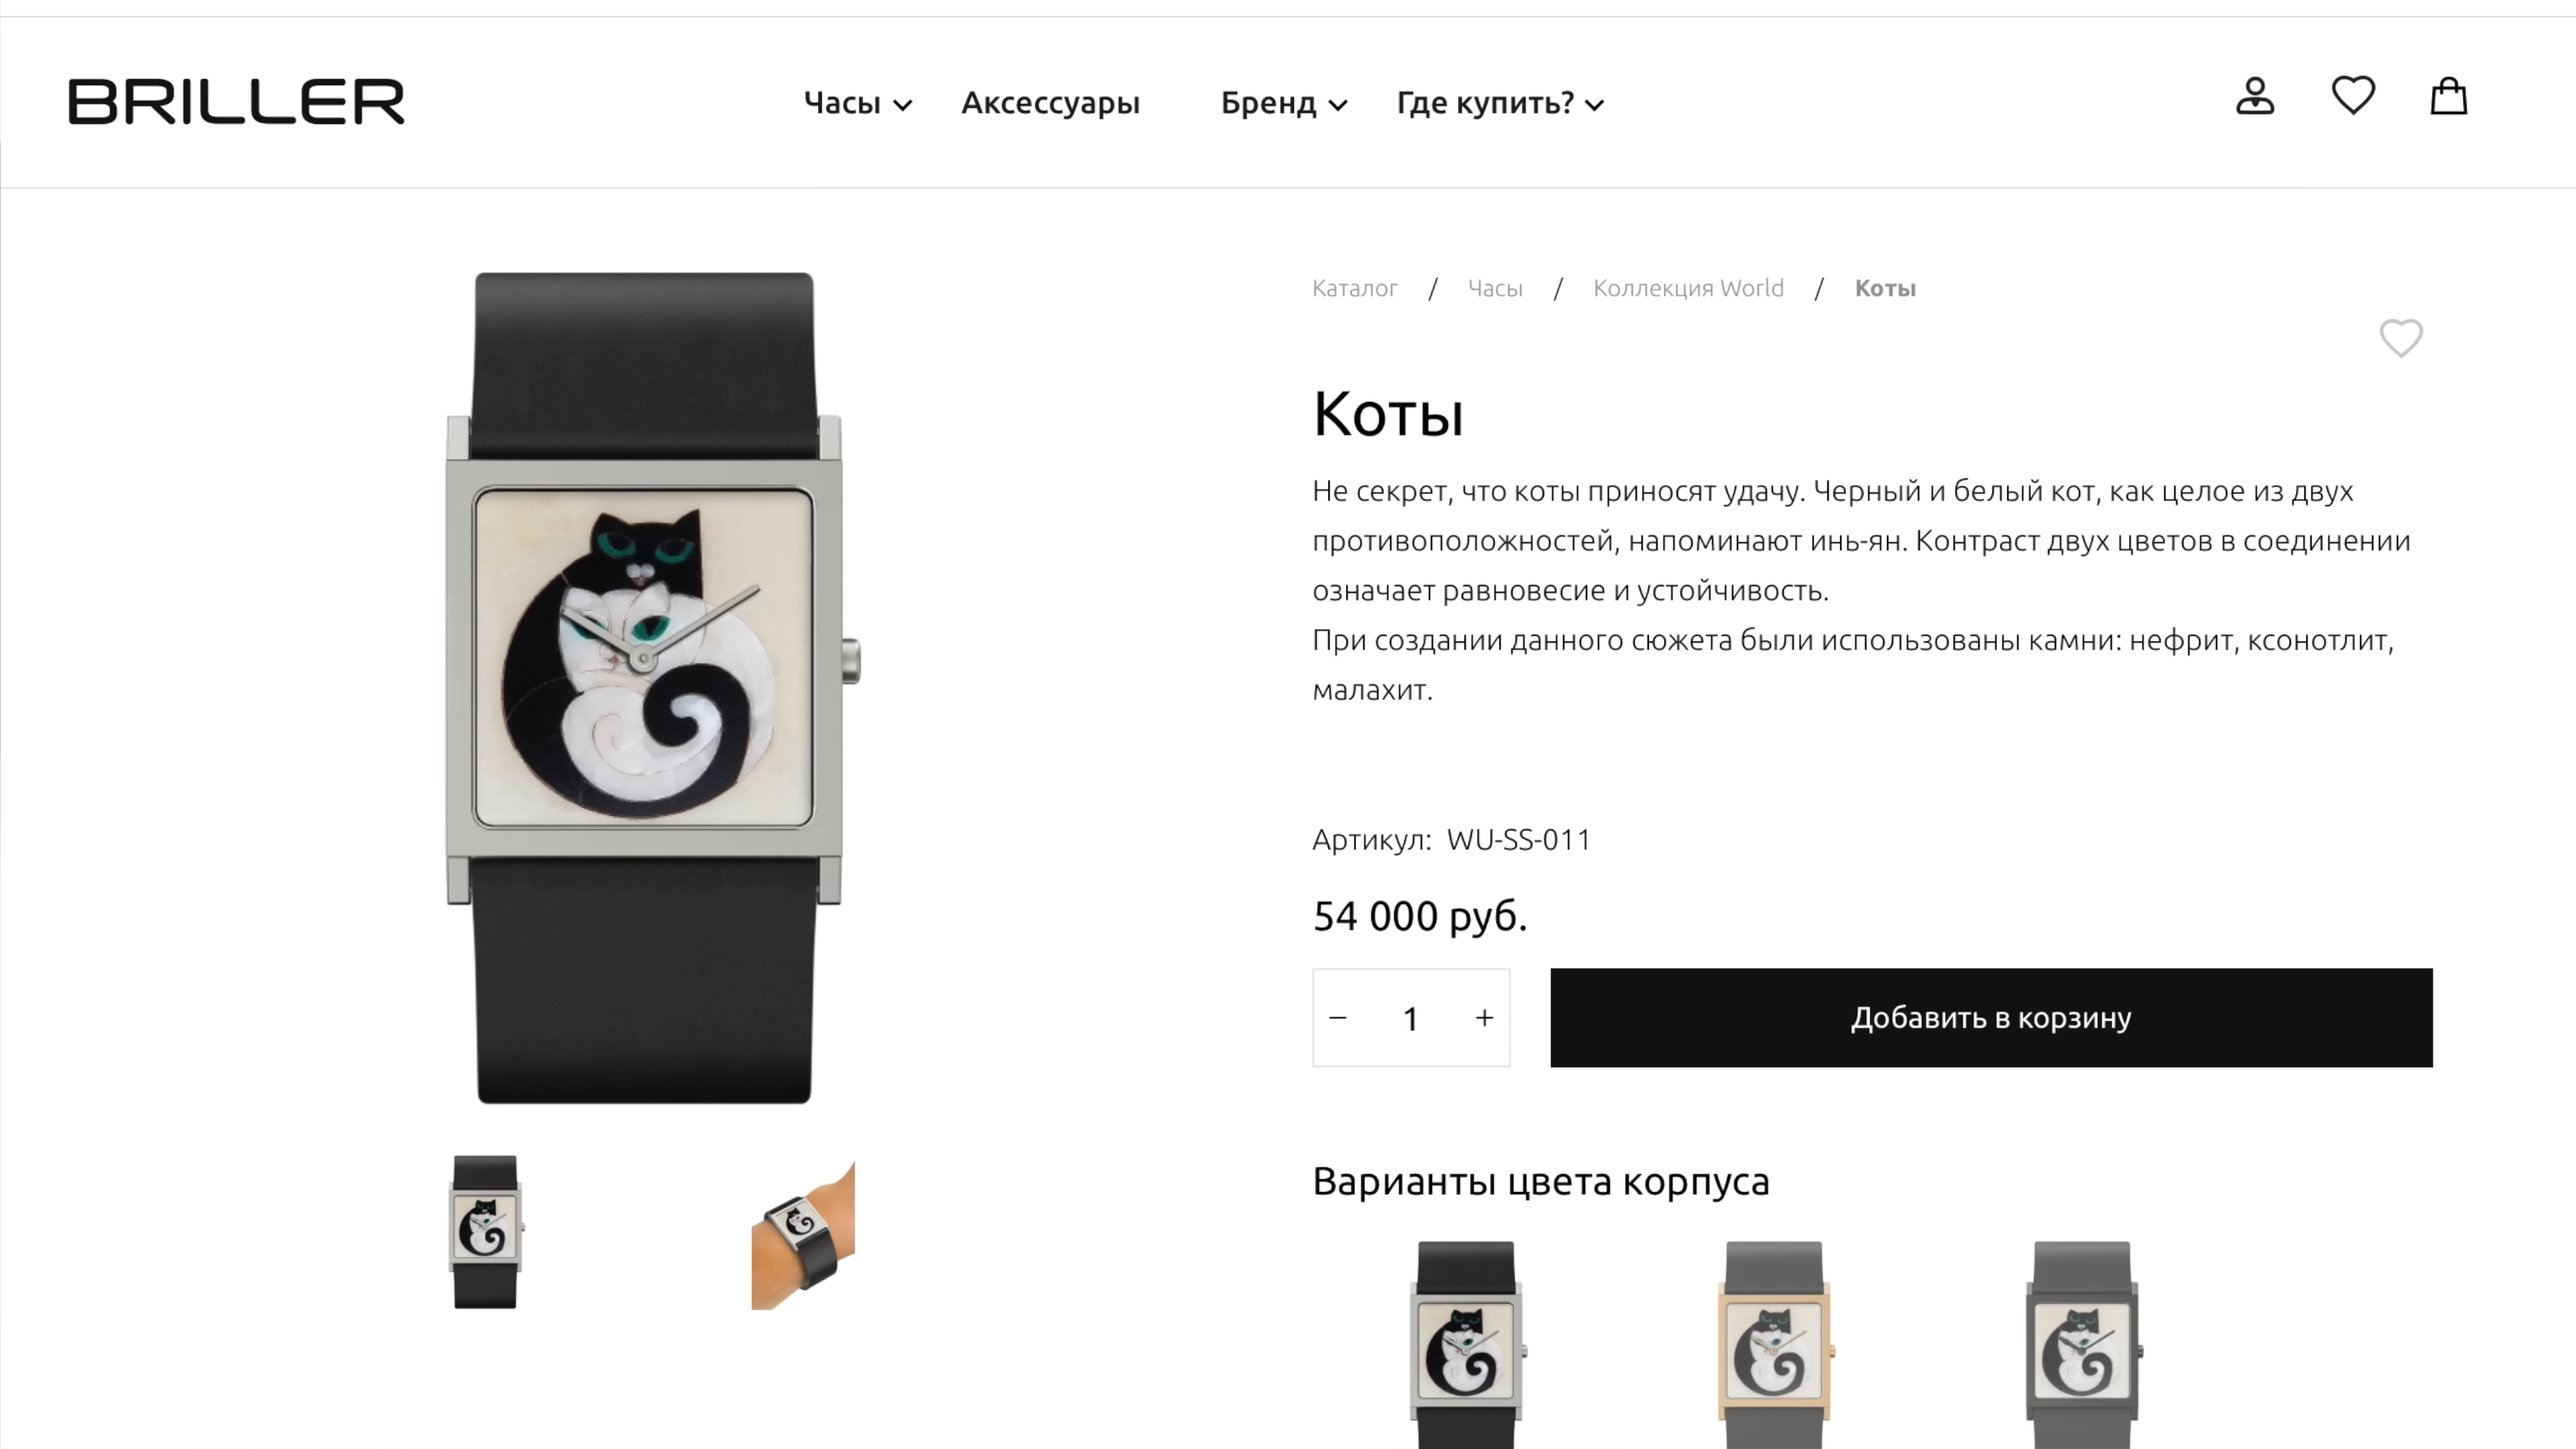 BRILLER
Часы
Аксессуары
Бренд
Где купить?
Каталог / Часы / Коллекция World / Коты
Коты
Не секрет, что коты приносят удачу. Черный и белый кот, как целое из двух
противоположностей, напоминают инь-ян. Контраст двух цветов в соединении
означает равновесие и устойчивость.
При создании данного сюжета были использованы камни: нефрит, ксонотлит,
малахит.
Артикул: WU-SS-011
54 000 руб.
− 1 +
Добавить в корзину
Варианты цвета корпуса